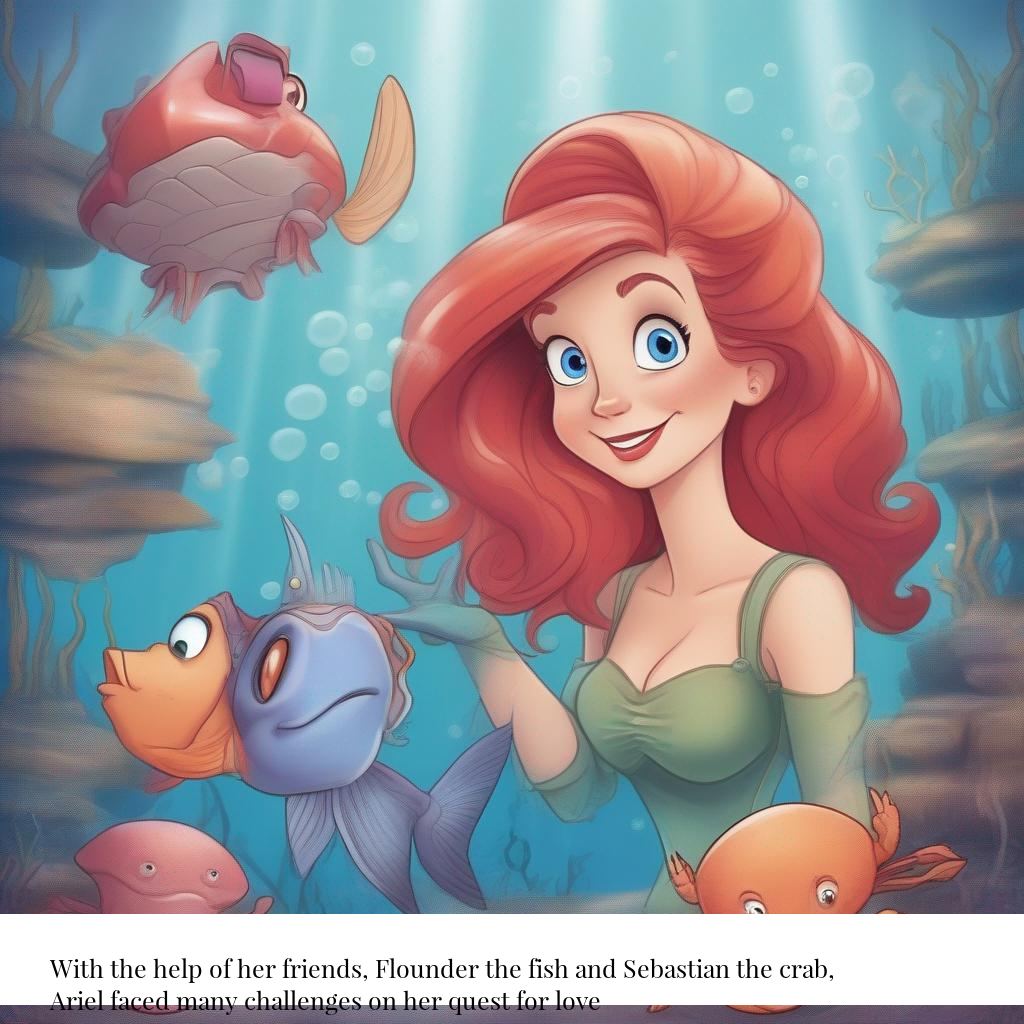 With the help of her friends, Flounder the fish and Sebastian the crab,
Ariel faced many challenges on her quest for love